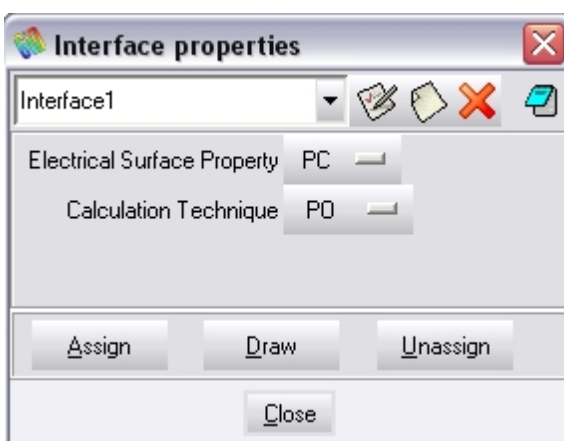 Interface properties
Interface1
Electrical Surface Property PC
Calculation Technique PO
Assign Draw Unassign
Close